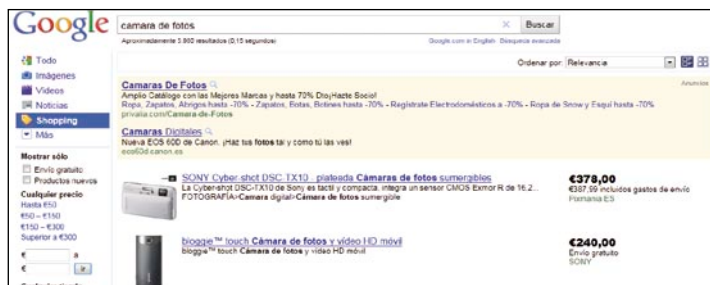 Google
camara de fotos
Buscar
Aproximadamente 3.960 resultados (0,15 segundos)
Google.com in English Búsqueda avanzada
Todo
Imágenes
Videos
Noticias
Shopping
Más
Ordenar por: Relevancia
Anuncios
Camaras De Fotos
Amplio Catálogo con las Mejores Marcas y hasta 70% Dto¡Hazte Socio!
Ropa, Zapatos, Abrigos hasta -70% - Zapatos, Botas, Botines hasta -70% - Regístrate Electrodomésticos a -70% - Ropa de Snow y Esquí hasta -70%
privalia.com/Camara-de-Fotos
Camaras Digitales
Nueva EOS 60D de Canon. ¡Haz tus fotos tal y como tú las ves!
eos60d.canon.es
Mostrar sólo
Envío gratuito
Productos nuevos
Cualquier precio
Hasta €50
€50 – €150
€150 – €300
Superior a €300
€ a
€ Ir
SONY Cyber-shot DSC-TX10 . plateada Cámaras de fotos sumergibles
La Cyber-shot DSC-TX10 de Sony es táctil y compacta, integra un sensor CMOS Exmor R de 16.2...
FOTOGRAFÍA>Camara digital>Cámara de fotos sumergible
€378,00
€387,99 incluidos gastos de envío
Pixmania ES
bloggie™ touch Cámara de fotos y vídeo HD móvil
bloggie™ touch Cámara de fotos y vídeo HD móvil
€240,00
Envío gratuito
SONY